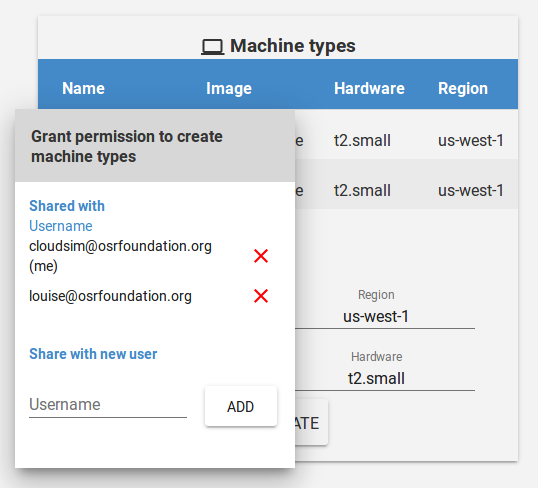 Machine types
Name Image Hardware Region
Grant permission to create
machine types
e t2.small us-west-1
t2.small us-west-1
Shared with
Username
cloudsim@osrfoundation.org
(me)
louise@osrfoundation.org
Region
us-west-1
Share with new user
Hardware
t2.small
Username
ADD
ATE